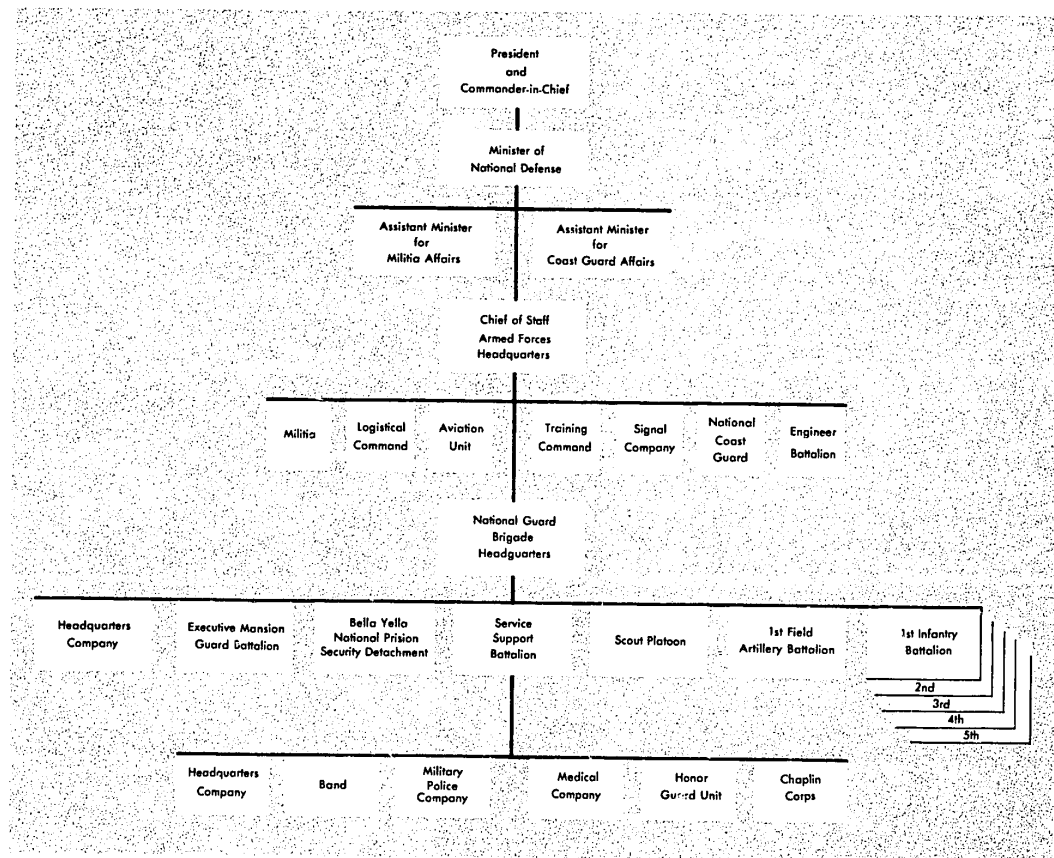 President
and
Commander-in-Chief
Minister of
National Defense
Assistant Minister
for
Militia Affairs
Assistant Minister
for
Coast Guard Affairs
Chief of Staff
Armed Forces
Headquarters
Militia
Logistical
Command
Aviation
Unit
Training
Command
Signal
Company
National
Coast
Guard
Engineer
Battalion
National Guard
Brigade
Headguarters
Headquarters
Company
Executive Mansion
Guard Battalion
Bella Yella
National Prision
Security Detachment
Service
Support
Battalion
Scout Platoon
1st Field
Artillery Battalion
1st Infantry
Battalion
2nd
3rd
4th
5th
Headquarters
Company
Band
Military
Police
Company
Medical
Company
Honor
Guard Unit
Chaplin
Corps